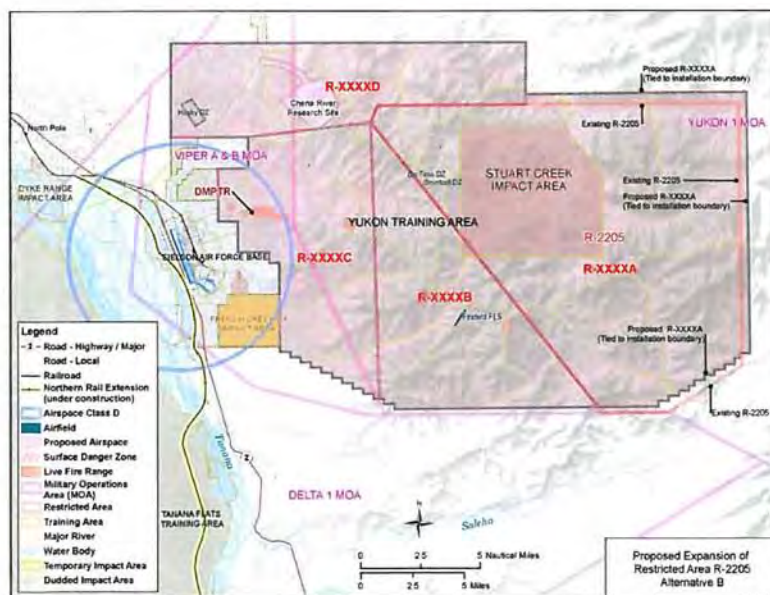 R-XXXXD
Chena River
Research Site
Husky DZ
North Pole
VIPER A & B MOA
DYKE RANGE
IMPACT AREA
DMPTR
EIELSON AIR FORCE BASE
R-XXXXC
YUKON TRAINING AREA
STUART CREEK
IMPACT AREA
R-2205
R-XXXXA
R-XXXXB
Firebird FLS
Proposed R-XXXXA
(Tied to installation boundary)
Existing R-2205
YUKON 1 MOA
Existing R-2205
Proposed R-XXXXA
(Tied to installation boundary)
Proposed R-XXXXA
(Tied to installation boundary)
Existing R-2205
DELTA 1 MOA
Tanana
Salcha
TANANA FLATS
TRAINING AREA
Legend
Road - Highway / Major
Road - Local
Railroad
Northern Rail Extension
(under construction)
Airspace Class D
Airfield
Proposed Airspace
Surface Danger Zone
Live Fire Range
Military Operations
Area (MOA)
Restricted Area
Training Area
Major River
Water Body
Temporary Impact Area
Dudded Impact Area
N
0 2.5 5 Nautical Miles
0 2.5 5 Miles
Proposed Expansion of
Restricted Area R-2205
Alternative B